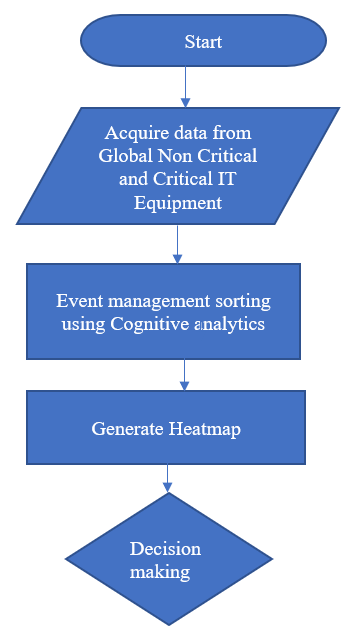 Start
Acquire data from
Global Non Critical
and Critical IT
Equipment
Event management sorting
using Cognitive analytics
Generate Heatmap
Decision
making